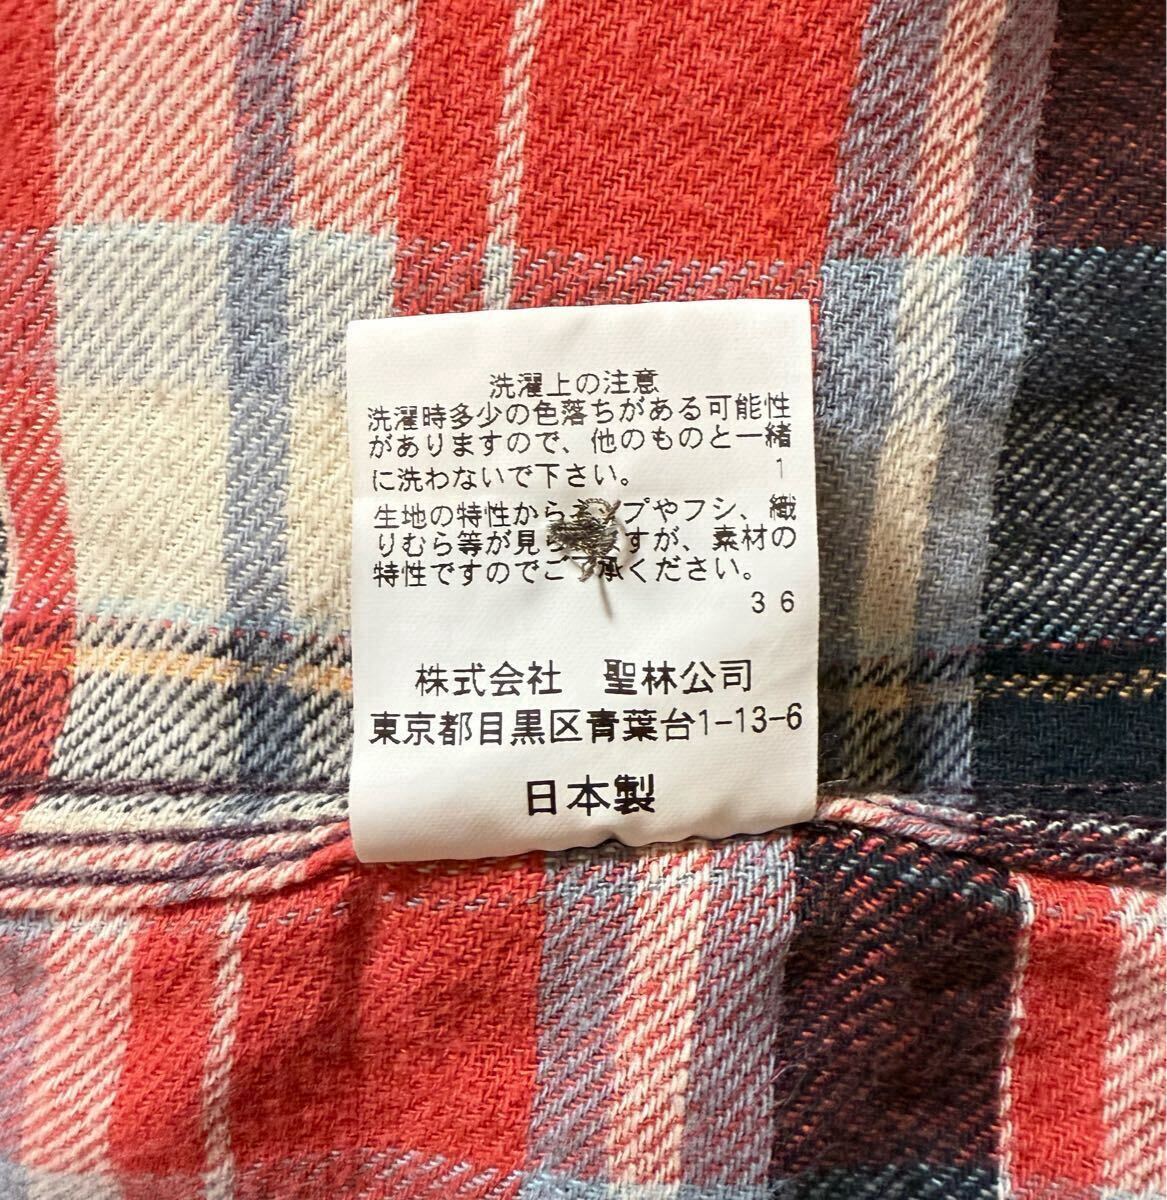 洗濯上の注意
洗濯時多少の色落ちがある可能性
がありますので、他のものと一緒
に洗わないで下さい。 1
生地の特性からネップやフシ、織
りむら等が見ら すが、素材の
特性ですのでご了承ください。
36
株式会社 聖林公司
東京都目黒区青葉台1-13-6
日本製